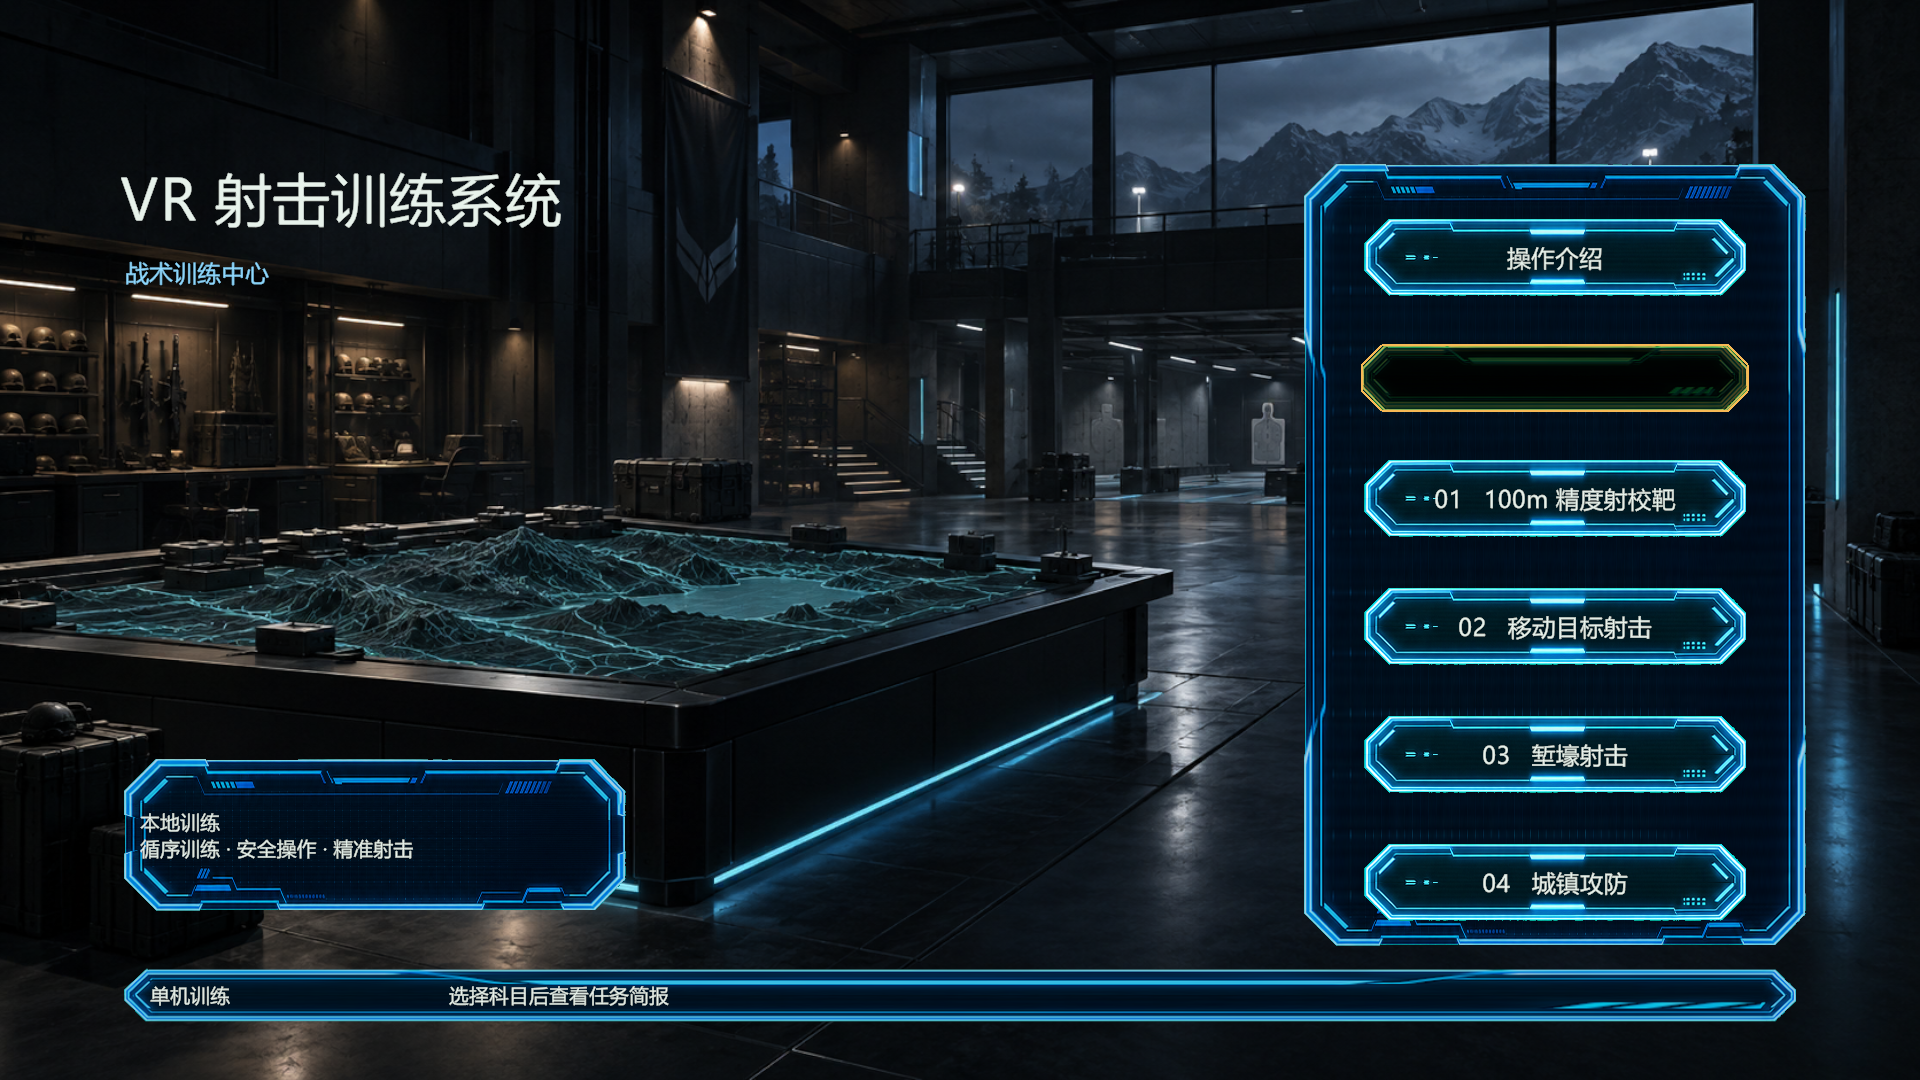 VR 射击训练系统
战术训练中心
操作介绍
01 100m 精度射校靶
02 移动目标射击
03 堑壕射击
04 城镇攻防
本地训练
循序训练 · 安全操作 · 精准射击
单机训练 选择科目后查看任务简报